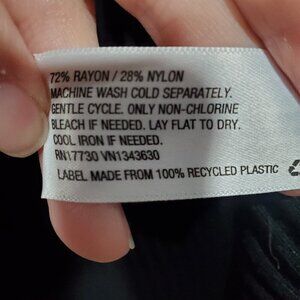 72% RAYON / 28% NYLON
MACHINE WASH COLD SEPARATELY.
GENTLE CYCLE. ONLY NON-CHLORINE
BLEACH IF NEEDED. LAY FLAT TO DRY.
COOL IRON IF NEEDED.
RN17730 VN1343630
LABEL MADE FROM 100% RECYCLED PLASTIC